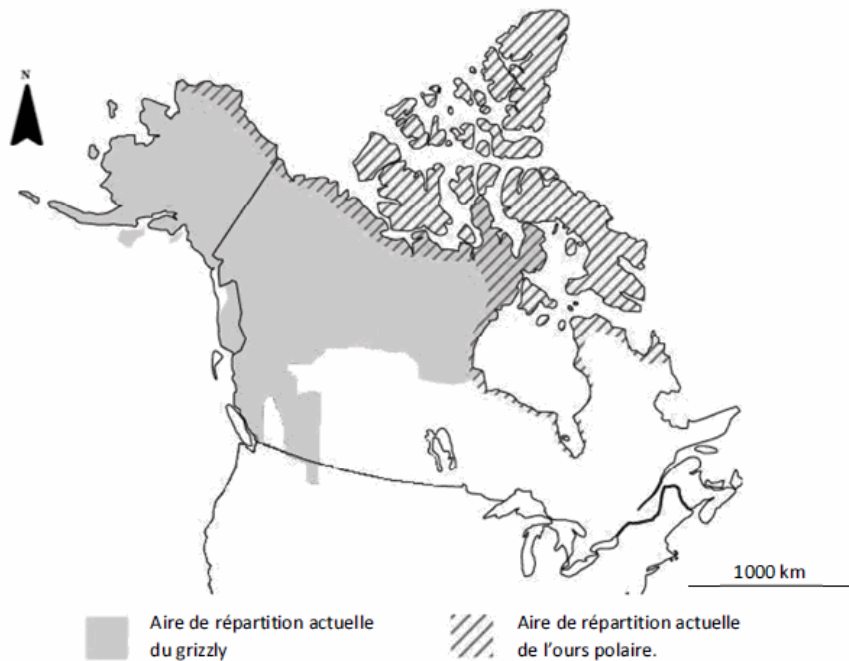 N
1000 km
Aire de répartition actuelle
du grizzly
Aire de répartition actuelle
de l'ours polaire.